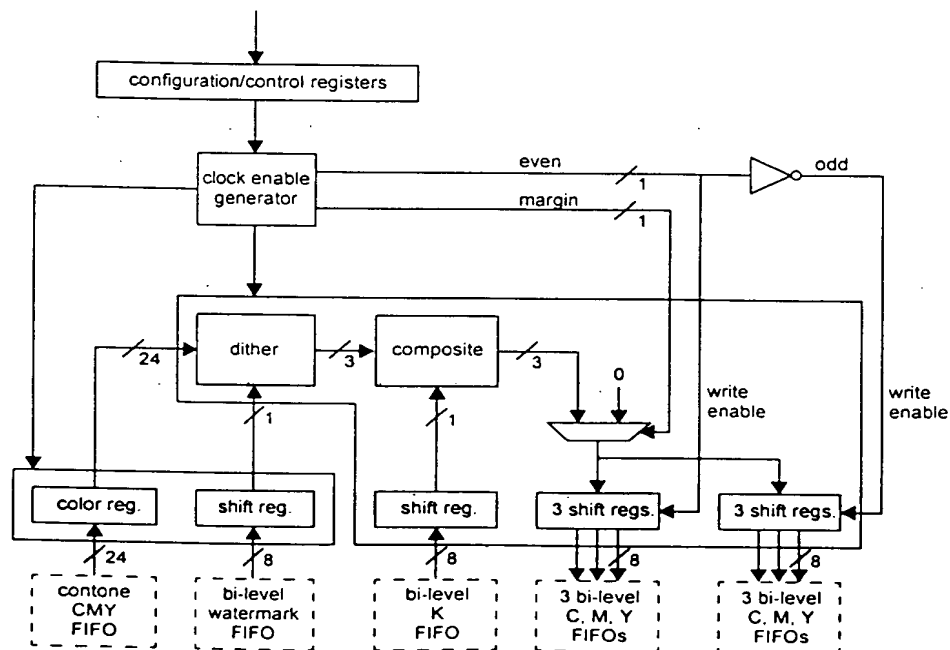 configuration/control registers
clock enable
generator
even
1
odd
margin
1
dither
composite
24
3
3
0
1
1
write
enable
write
enable
color reg.
shift reg.
shift reg.
3 shift regs.
3 shift regs.
24
8
8
8
8
contone
CMY
FIFO
bi-level
watermark
FIFO
bi-level
K
FIFO
3 bi-level
C, M, Y
FIFOs
3 bi-level
C, M, Y
FIFOs